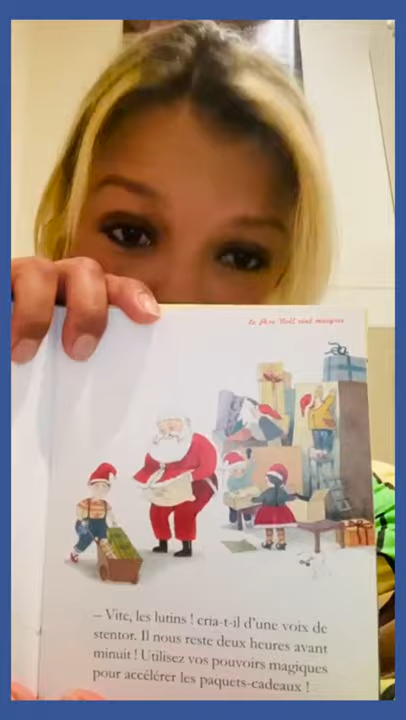 Le Père Noël veut maigrir
– Vite, les lutins ! cria-t-il d'une voix de
stentor. Il nous reste deux heures avant
minuit ! Utilisez vos pouvoirs magiques
pour accélérer les paquets-cadeaux !